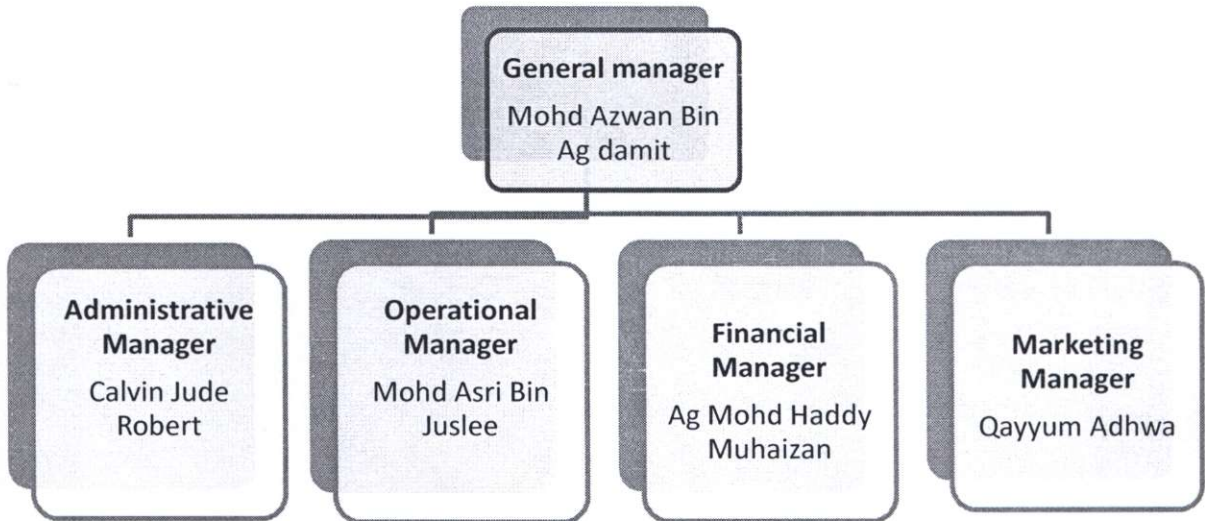 General manager
Mohd Azwan Bin
Ag damit
Administrative
Manager
Calvin Jude
Robert
Operational
Manager
Mohd Asri Bin
Juslee
Financial
Manager
Ag Mohd Haddy
Muhaizan
Marketing
Manager
Qayyum Adhwa